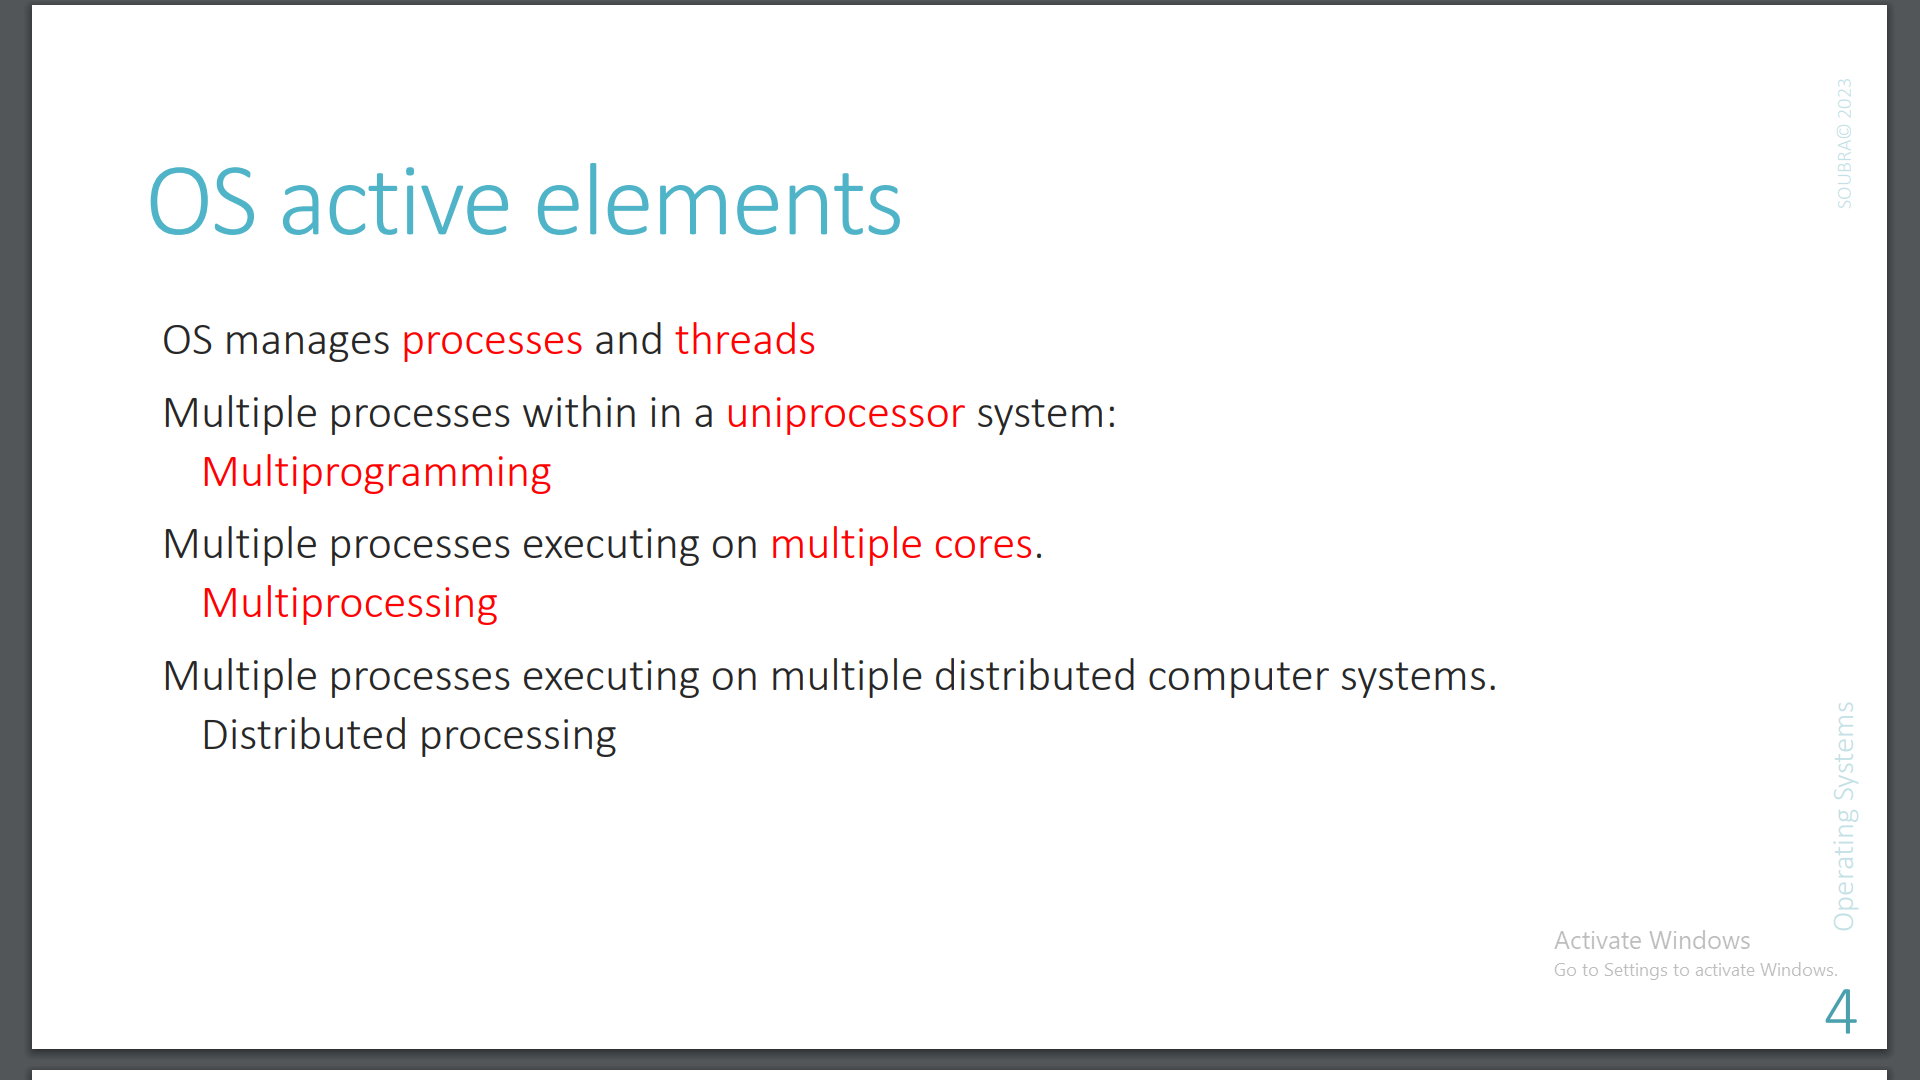 SOUBRA© 2023
OS active elements
OS manages processes and threads
Multiple processes within in a uniprocessor system:
Multiprogramming
Multiple processes executing on multiple cores.
Multiprocessing
Multiple processes executing on multiple distributed computer systems.
Distributed processing
Operating Systems
Activate Windows
Go to Settings to activate Windows.
4